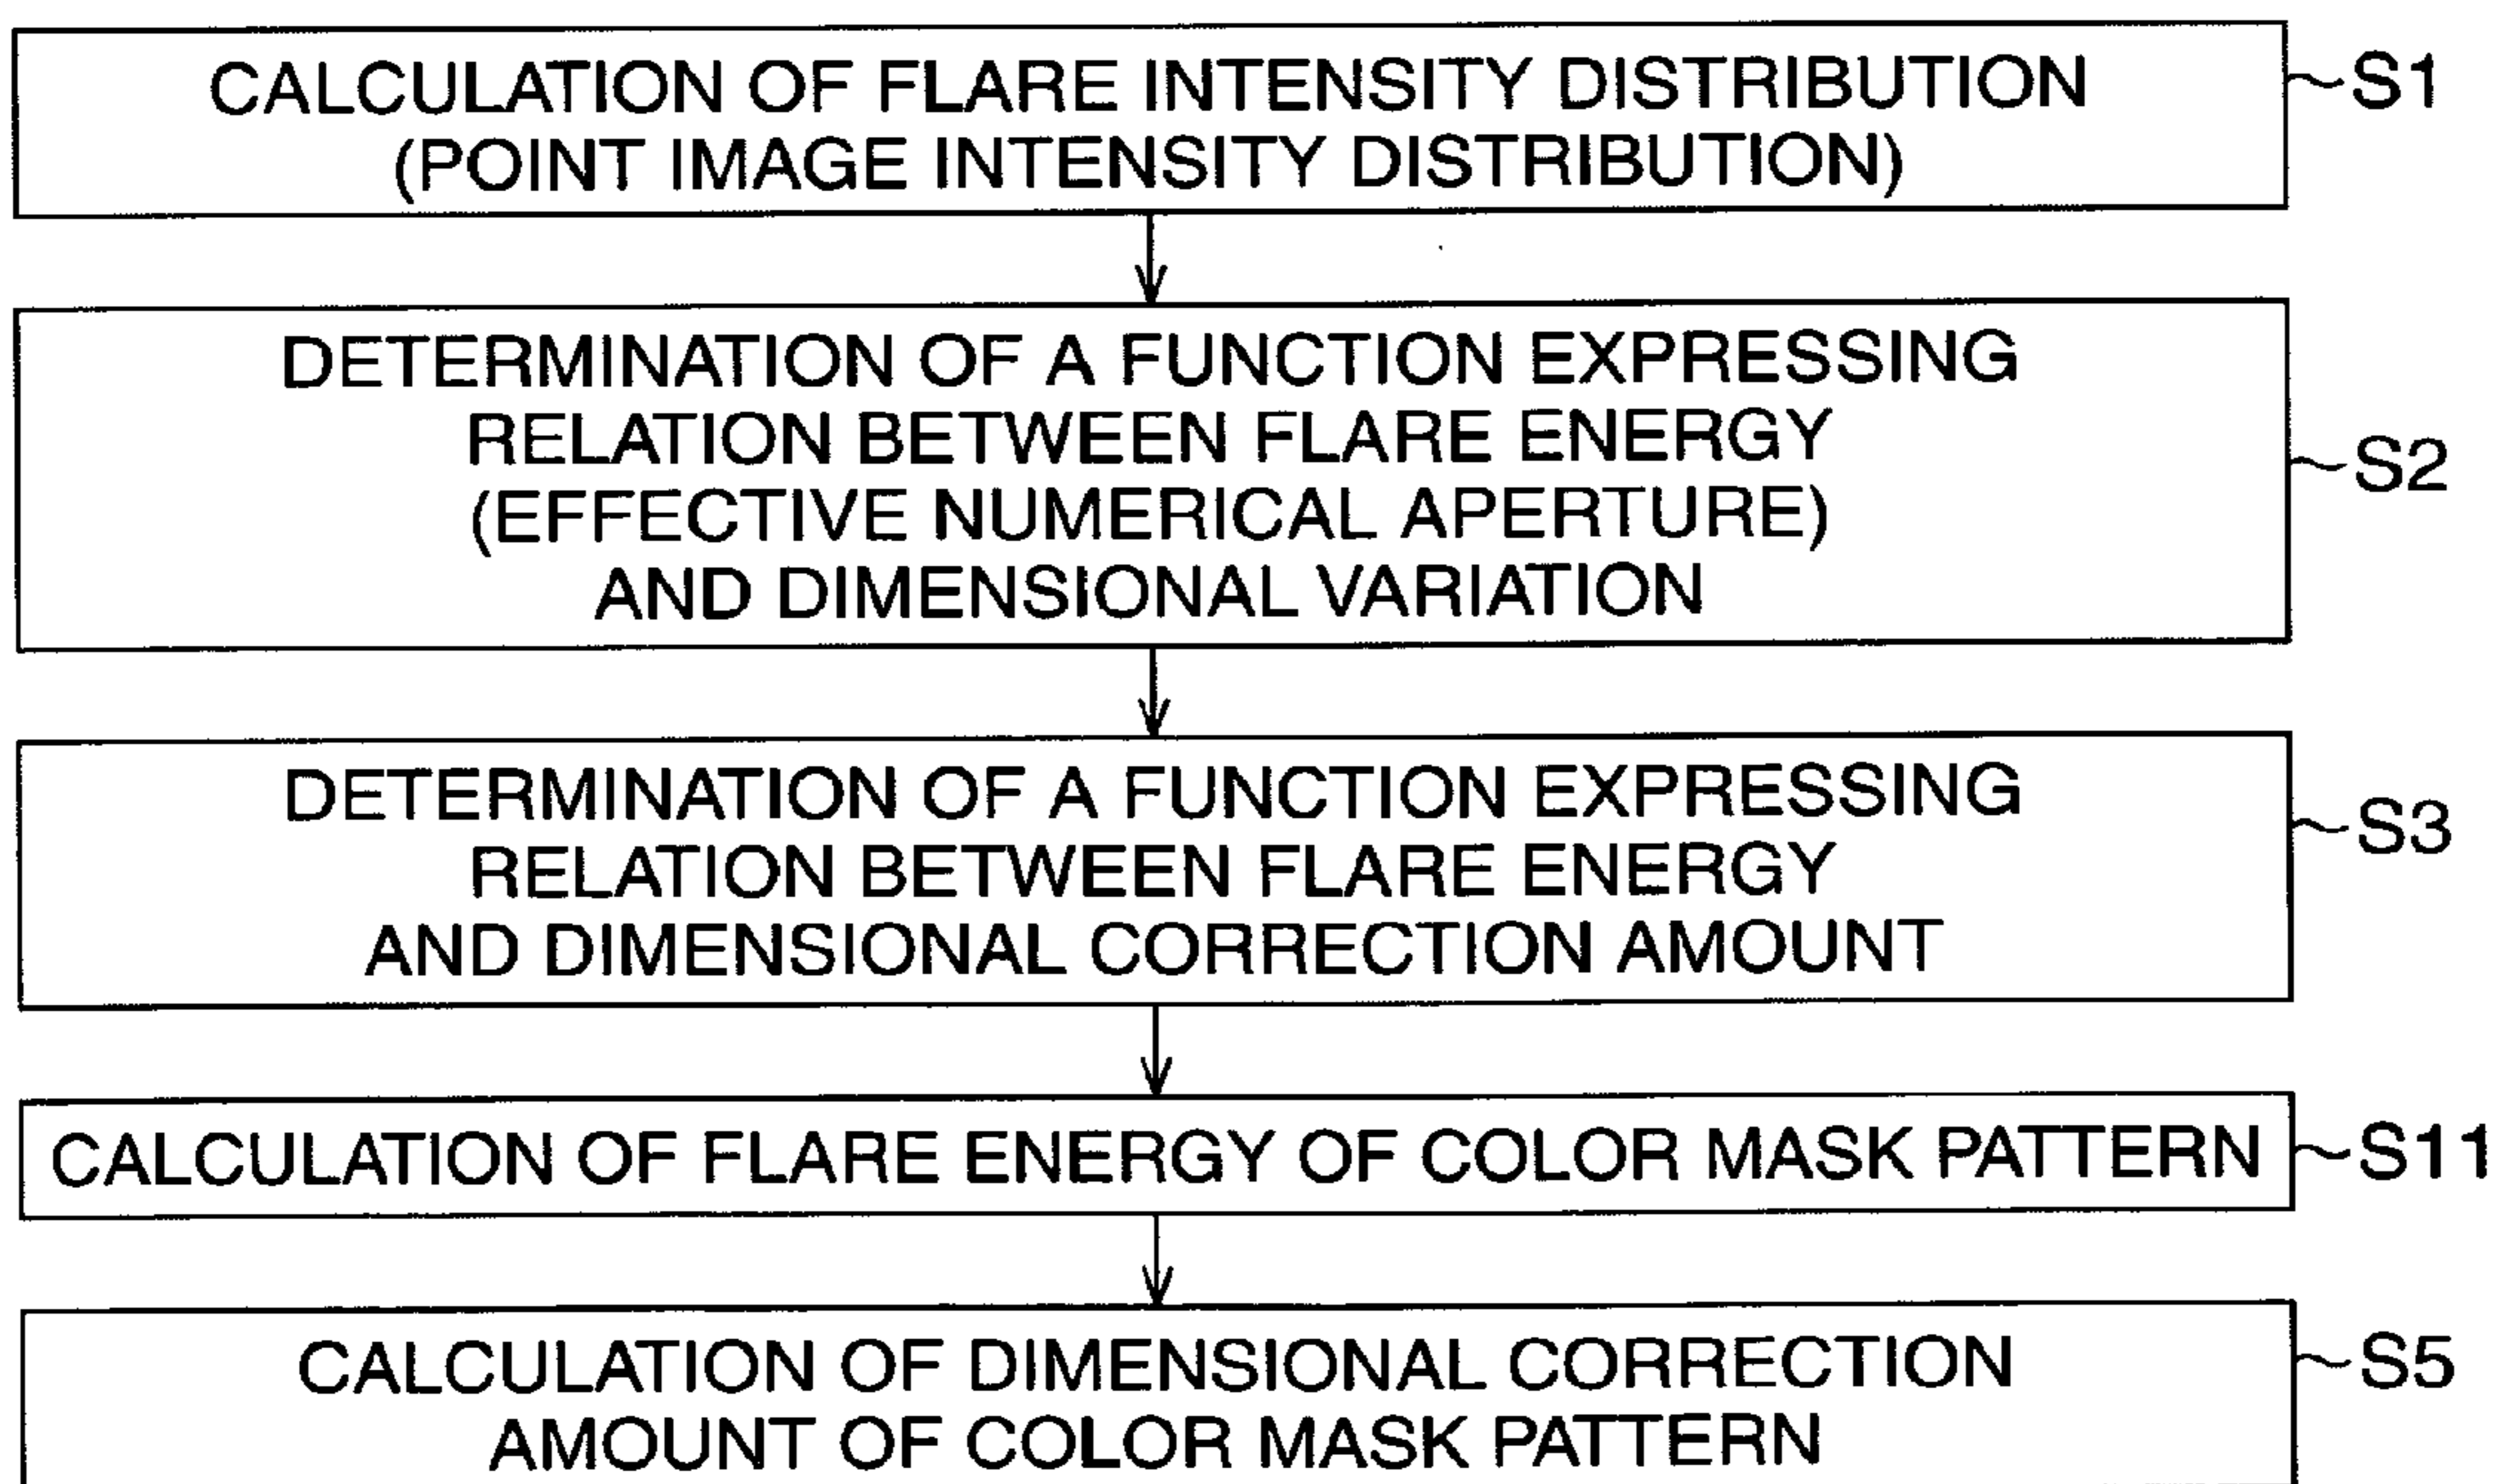 CALCULATION OF FLARE INTENSITY DISTRIBUTION
(POINT IMAGE INTENSITY DISTRIBUTION)
S1
DETERMINATION OF A FUNCTION EXPRESSING
RELATION BETWEEN FLARE ENERGY
(EFFECTIVE NUMERICAL APERTURE)
AND DIMENSIONAL VARIATION
S2
DETERMINATION OF A FUNCTION EXPRESSING
RELATION BETWEEN FLARE ENERGY
AND DIMENSIONAL CORRECTION AMOUNT
S3
CALCULATION OF FLARE ENERGY OF COLOR MASK PATTERN
S11
CALCULATION OF DIMENSIONAL CORRECTION
AMOUNT OF COLOR MASK PATTERN
S5